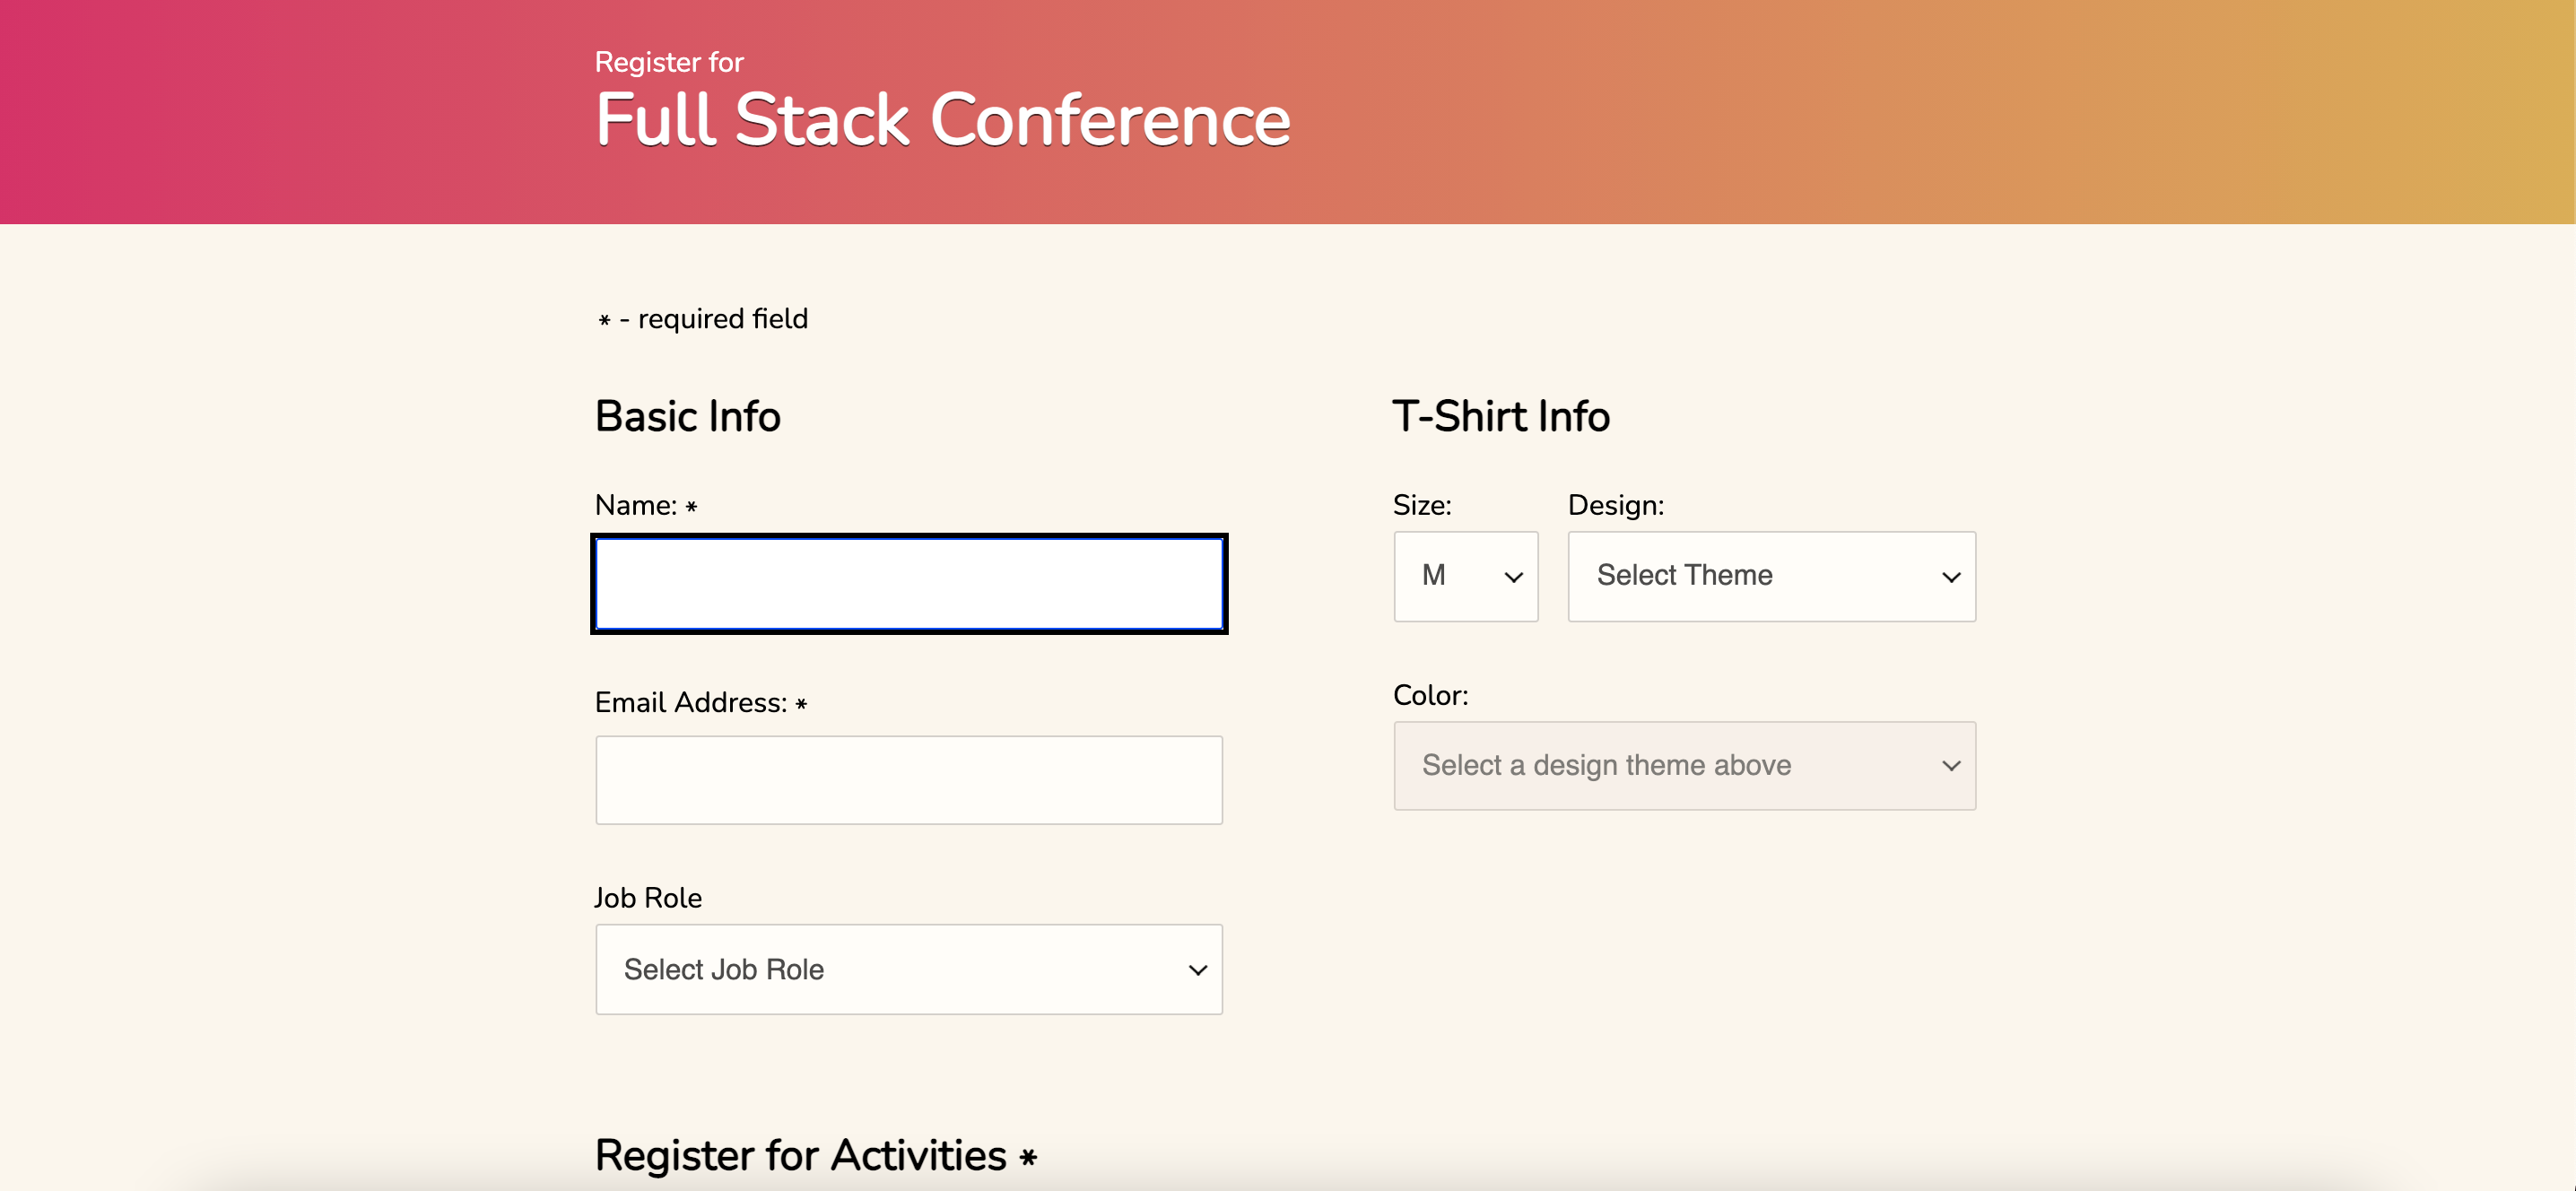 Register for
Full Stack Conference
* - required field
Basic Info
Name: *
Email Address: *
Job Role
Select Job Role
T-Shirt Info
Size:
M
Design:
Select Theme
Color:
Select a design theme above
Register for Activities *